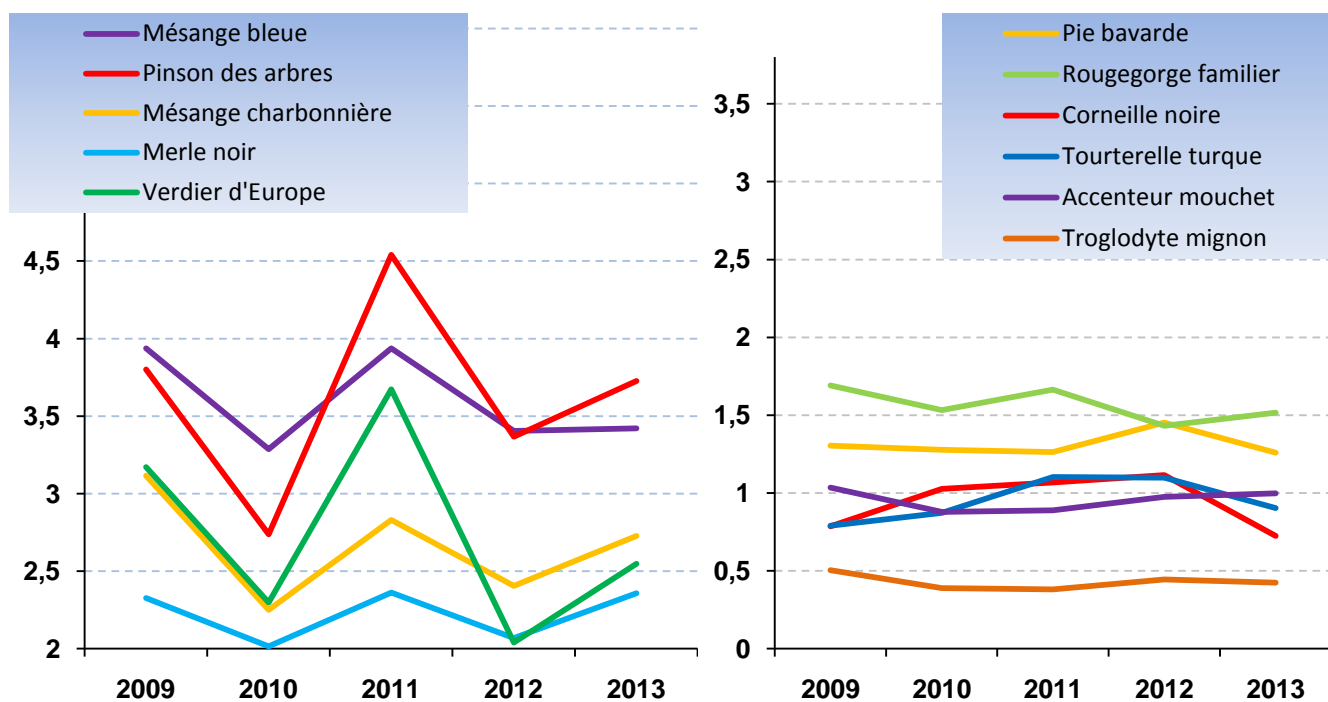 Mésange bleue
Pinson des arbres
Mésange charbonnière
Merle noir
Verdier d'Europe
4,5
4
3,5
3
2,5
2
2009 2010 2011 2012 2013
Pie bavarde
Rougegorge familier
Corneille noire
Tourterelle turque
Accenteur mouchet
Troglodyte mignon
3,5
3
2,5
2
1,5
1
0,5
0
2009 2010 2011 2012 2013